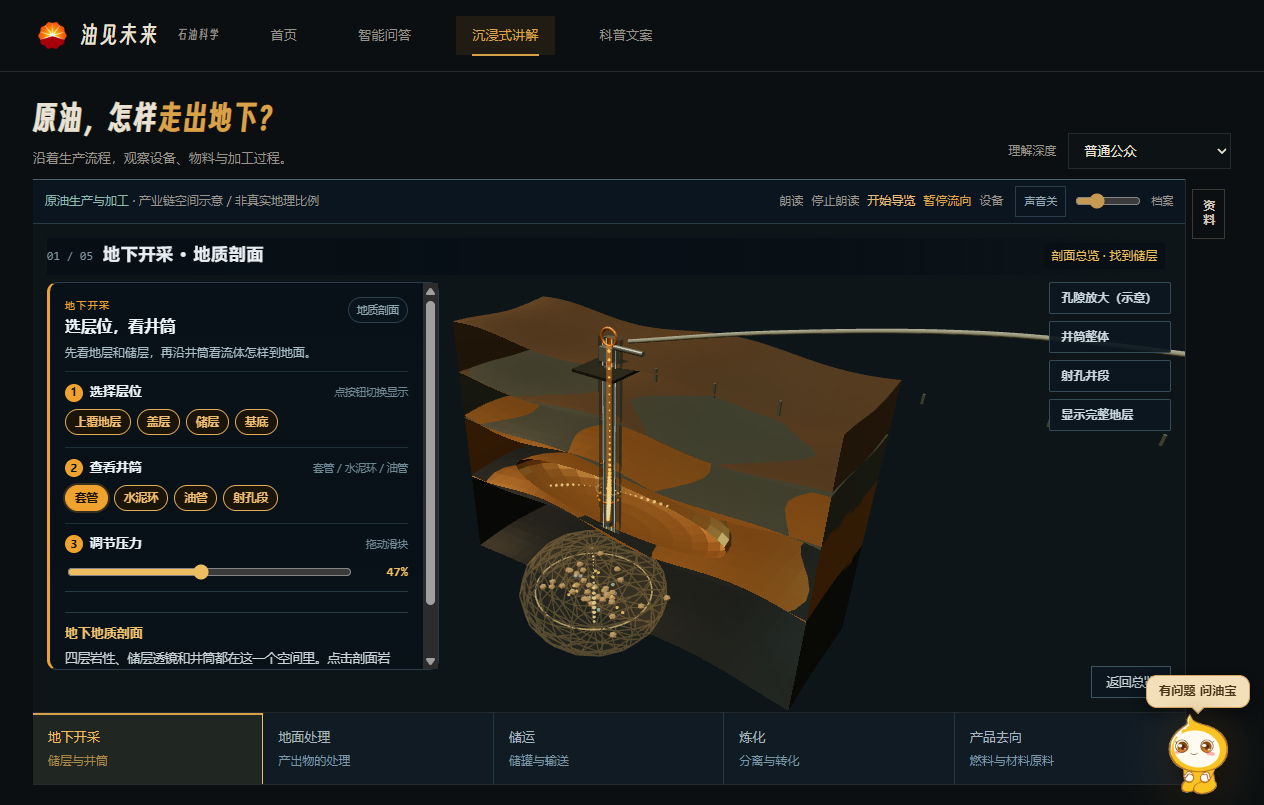 油见未来 石油科学 首页 智能问答 沉浸式讲解 科普文案
原油，怎样走出地下？
沿着生产流程，观察设备、物料与加工过程。
理解深度 普通公众
原油生产与加工 · 产业链空间示意 / 非真实地理比例
朗读 停止朗读 开始导览 暂停流向 设备 声音关 档案
资料
01 / 05 地下开采 · 地质剖面
剖面总览 · 找到储层
地下开采
地质剖面
选层位，看井筒
先看地层和储层，再沿井筒看流体怎样到地面。
1 选择层位 点按钮切换显示
上覆地层 盖层 储层 基底
2 查看井筒 套管 / 水泥环 / 油管
套管 水泥环 油管 射孔段
3 调节压力 拖动滑块
47%
地下地质剖面
四层岩性、储层透镜和井筒都在这一个空间里。点击剖面岩
孔隙放大（示意）
井筒整体
射孔井段
显示完整地层
返回总
有问题 问油宝
地下开采
储层与井筒
地面处理
产出物的处理
储运
储罐与输送
炼化
分离与转化
产品去向
燃料与材料原料